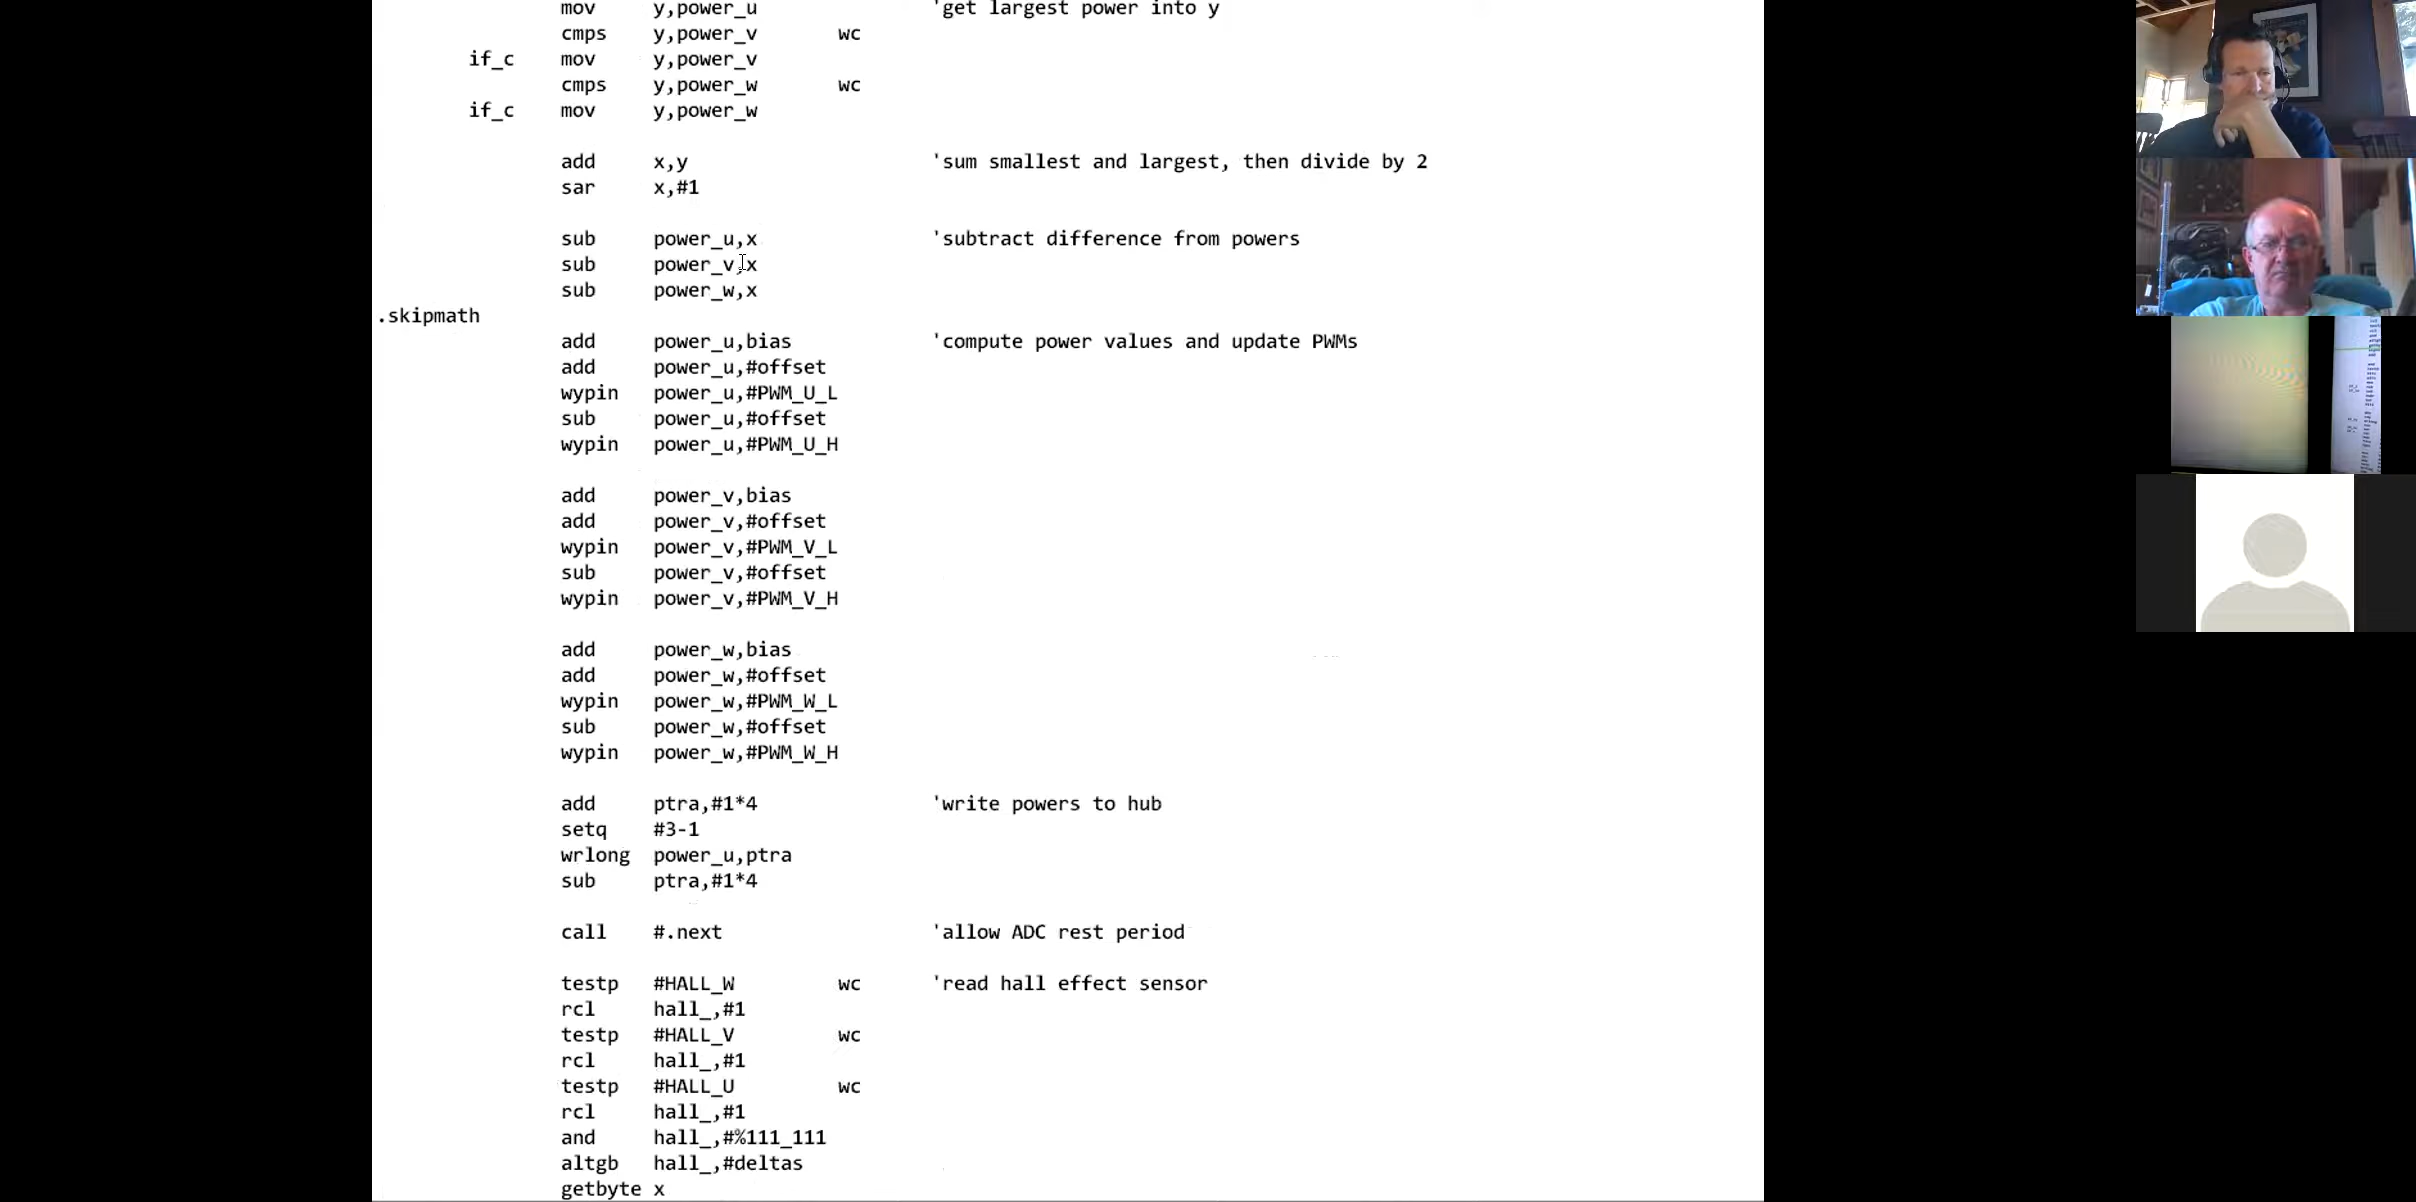 mov y,power_u 'get largest power into y
cmps y,power_v wc
if_c mov y,power_v
cmps y,power_w wc
if_c mov y,power_w
add x,y 'sum smallest and largest, then divide by 2
sar x,#1
sub power_u,x 'subtract difference from powers
sub power_v,x
sub power_w,x
.skipmath
add power_u,bias 'compute power values and update PWMs
add power_u,#offset
wypin power_u,#PWM_U_L
sub power_u,#offset
wypin power_u,#PWM_U_H
add power_v,bias
add power_v,#offset
wypin power_v,#PWM_V_L
sub power_v,#offset
wypin power_v,#PWM_V_H
add power_w,bias
add power_w,#offset
wypin power_w,#PWM_W_L
sub power_w,#offset
wypin power_w,#PWM_W_H
add ptra,#1*4 'write powers to hub
setq #3-1
wrlong power_u,ptra
sub ptra,#1*4
call #.next 'allow ADC rest period
testp #HALL_W wc 'read hall effect sensor
rcl hall_,#1
testp #HALL_V wc
rcl hall_,#1
testp #HALL_U wc
rcl hall_,#1
and hall_,#%111_111
altgb hall_,#deltas
getbyte x